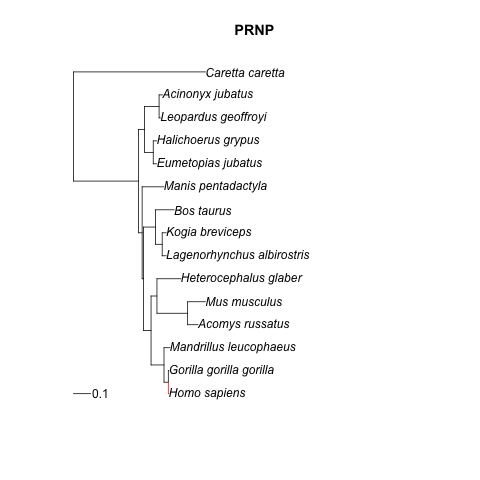 PRNP
Caretta caretta
Acinonyx jubatus
Leopardus geoffroyi
Halichoerus grypus
Eumetopias jubatus
Manis pentadactyla
Bos taurus
Kogia breviceps
Lagenorhynchus albirostris
Heterocephalus glaber
Mus musculus
Acomys russatus
Mandrillus leucophaeus
Gorilla gorilla gorilla
Homo sapiens
0.1